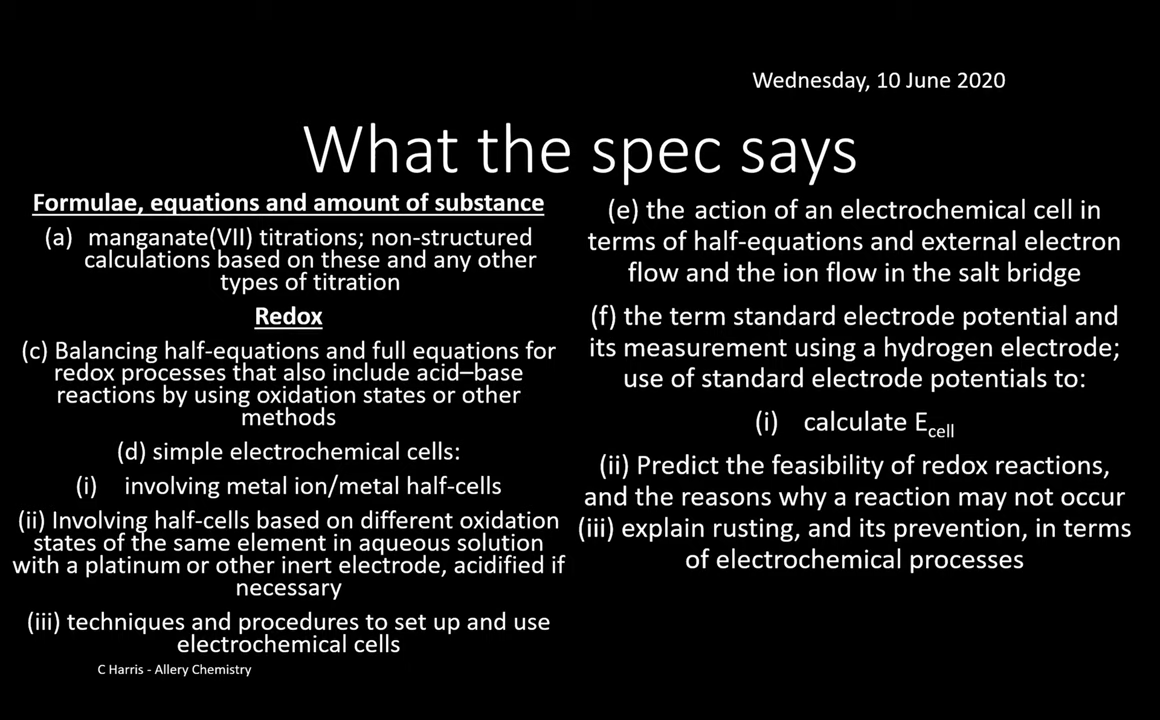 Wednesday, 10 June 2020
What the spec says
Formulae, equations and amount of substance
(a) manganate(VII) titrations; non-structured
calculations based on these and any other
types of titration
Redox
(c) Balancing half-equations and full equations for
redox processes that also include acid–base
reactions by using oxidation states or other
methods
(d) simple electrochemical cells:
(i) involving metal ion/metal half-cells
(ii) Involving half-cells based on different oxidation
states of the same element in aqueous solution
with a platinum or other inert electrode, acidified if
necessary
(iii) techniques and procedures to set up and use
electrochemical cells
C Harris - Allery Chemistry
(e) the action of an electrochemical cell in
terms of half-equations and external electron
flow and the ion flow in the salt bridge
(f) the term standard electrode potential and
its measurement using a hydrogen electrode;
use of standard electrode potentials to:
(i) calculate Ecell
(ii) Predict the feasibility of redox reactions,
and the reasons why a reaction may not occur
(iii) explain rusting, and its prevention, in terms
of electrochemical processes